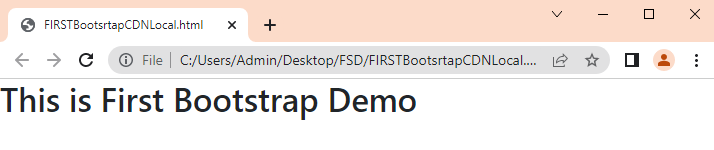 FIRSTBootsrtapCDNLocal.html
File | C:/Users/Admin/Desktop/FSD/FIRSTBootsrtapCDNLocal....
This is First Bootstrap Demo